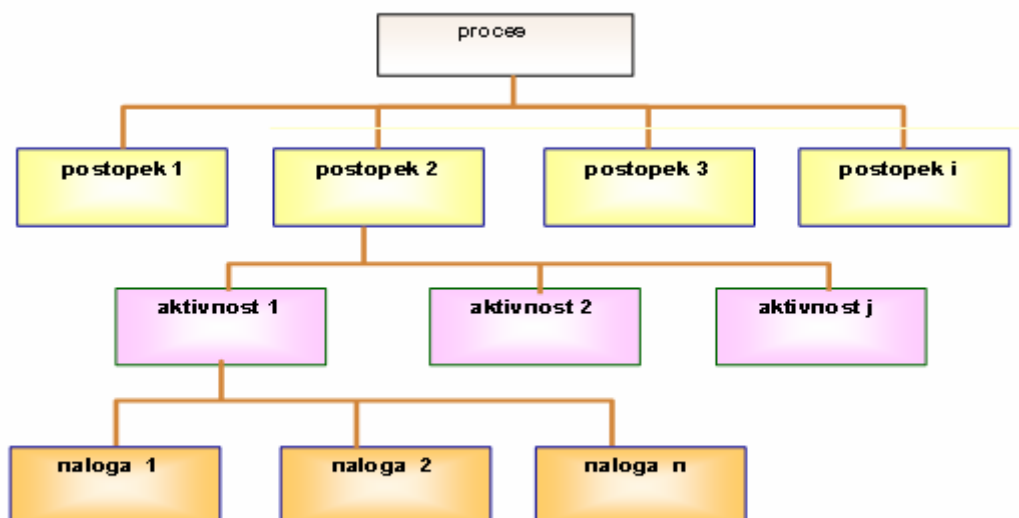 proces
postopek 1
postopek 2
postopek 3
postopek i
aktivnost 1
aktivnost 2
aktivnost j
naloga 1
naloga 2
naloga n